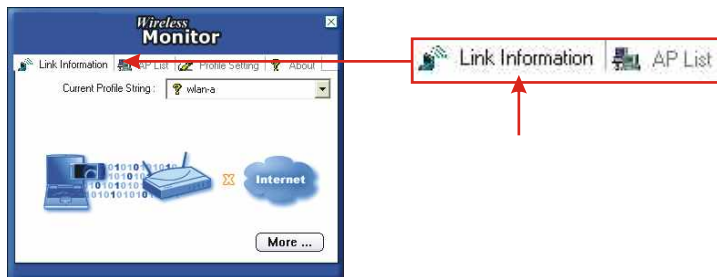 Wireless
Monitor
Link Information AP List Profile Setting About
Current Profile String : wlan-a
1010101010
Internet
More ...
Link Information AP List